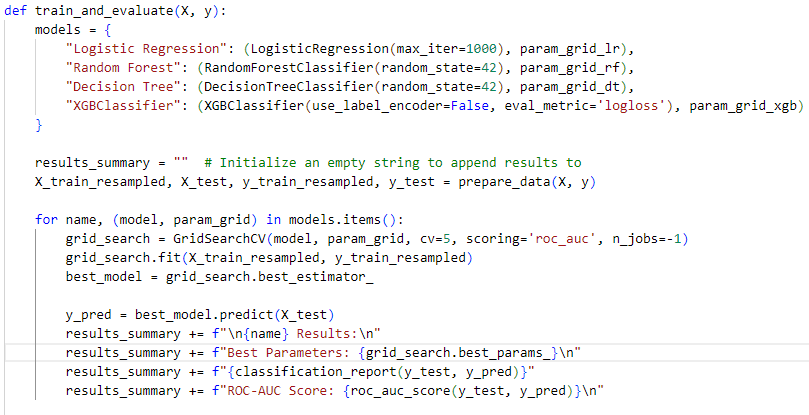 def train_and_evaluate(X, y):
    models = {
        "Logistic Regression": (LogisticRegression(max_iter=1000), param_grid_lr),
        "Random Forest": (RandomForestClassifier(random_state=42), param_grid_rf),
        "Decision Tree": (DecisionTreeClassifier(random_state=42), param_grid_dt),
        "XGBClassifier": (XGBClassifier(use_label_encoder=False, eval_metric='logloss'), param_grid_xgb)
    }
    results_summary = ""  # Initialize an empty string to append results to
    X_train_resampled, X_test, y_train_resampled, y_test = prepare_data(X, y)
    for name, (model, param_grid) in models.items():
        grid_search = GridSearchCV(model, param_grid, cv=5, scoring='roc_auc', n_jobs=-1)
        grid_search.fit(X_train_resampled, y_train_resampled)
        best_model = grid_search.best_estimator_
        y_pred = best_model.predict(X_test)
        results_summary += f"\n{name} Results:\n"
        results_summary += f"Best Parameters: {grid_search.best_params_}\n"
        results_summary += f"{classification_report(y_test, y_pred)}"
        results_summary += f"ROC-AUC Score: {roc_auc_score(y_test, y_pred)}\n"